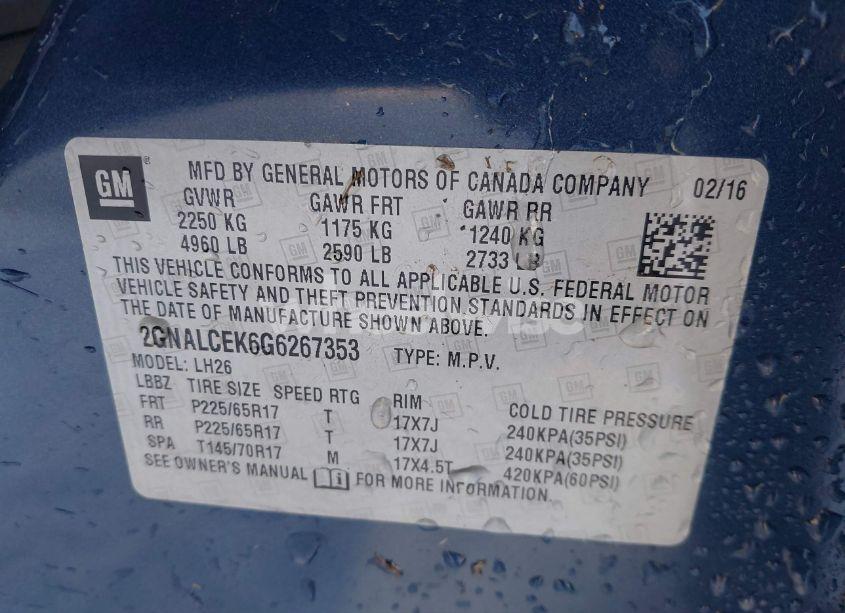 GM
MFD BY GENERAL MOTORS OF CANADA COMPANY 02/16
GVWR GAWR FRT GAWR RR
2250 KG 1175 KG 1240 KG
4960 LB 2590 LB 2733 LB
THIS VEHICLE CONFORMS TO ALL APPLICABLE U.S. FEDERAL MOTOR
VEHICLE SAFETY AND THEFT PREVENTION STANDARDS IN EFFECT ON
THE DATE OF MANUFACTURE SHOWN ABOVE.
2GNALCEK6G6267353 TYPE: M.P.V.
MODEL: LH26
LBBZ TIRE SIZE SPEED RTG RIM COLD TIRE PRESSURE
FRT P225/65R17 T 17X7J 240KPA(35PSI)
RR P225/65R17 T 17X7J 240KPA(35PSI)
SPA T145/70R17 M 17X4.5T 420KPA(60PSI)
SEE OWNER'S MANUAL FOR MORE INFORMATION.